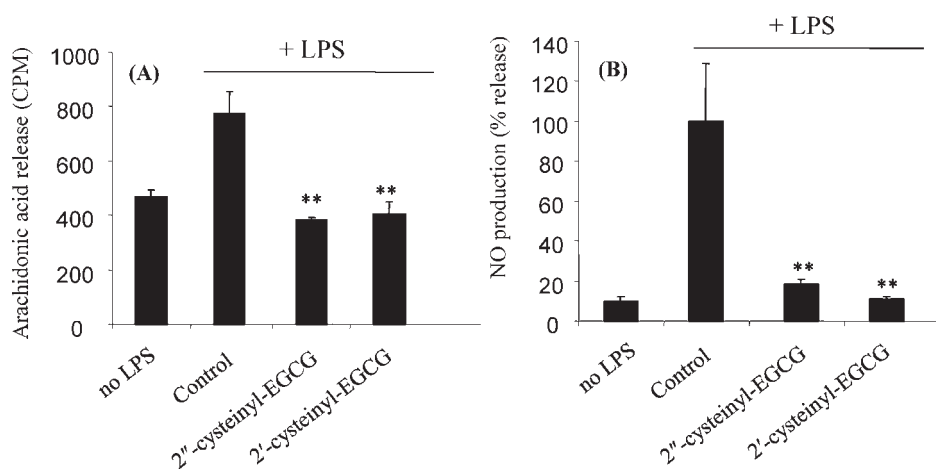 + LPS
(A)
Arachidonic acid release (CPM)
1000
800
600
400
200
0
**
**
no LPS
Control
2″-cysteinyl-EGCG
2′-cysteinyl-EGCG
+ LPS
(B)
NO production (% release)
140
120
100
80
60
40
20
0
**
**
no LPS
Control
2″-cysteinyl-EGCG
2′-cysteinyl-EGCG